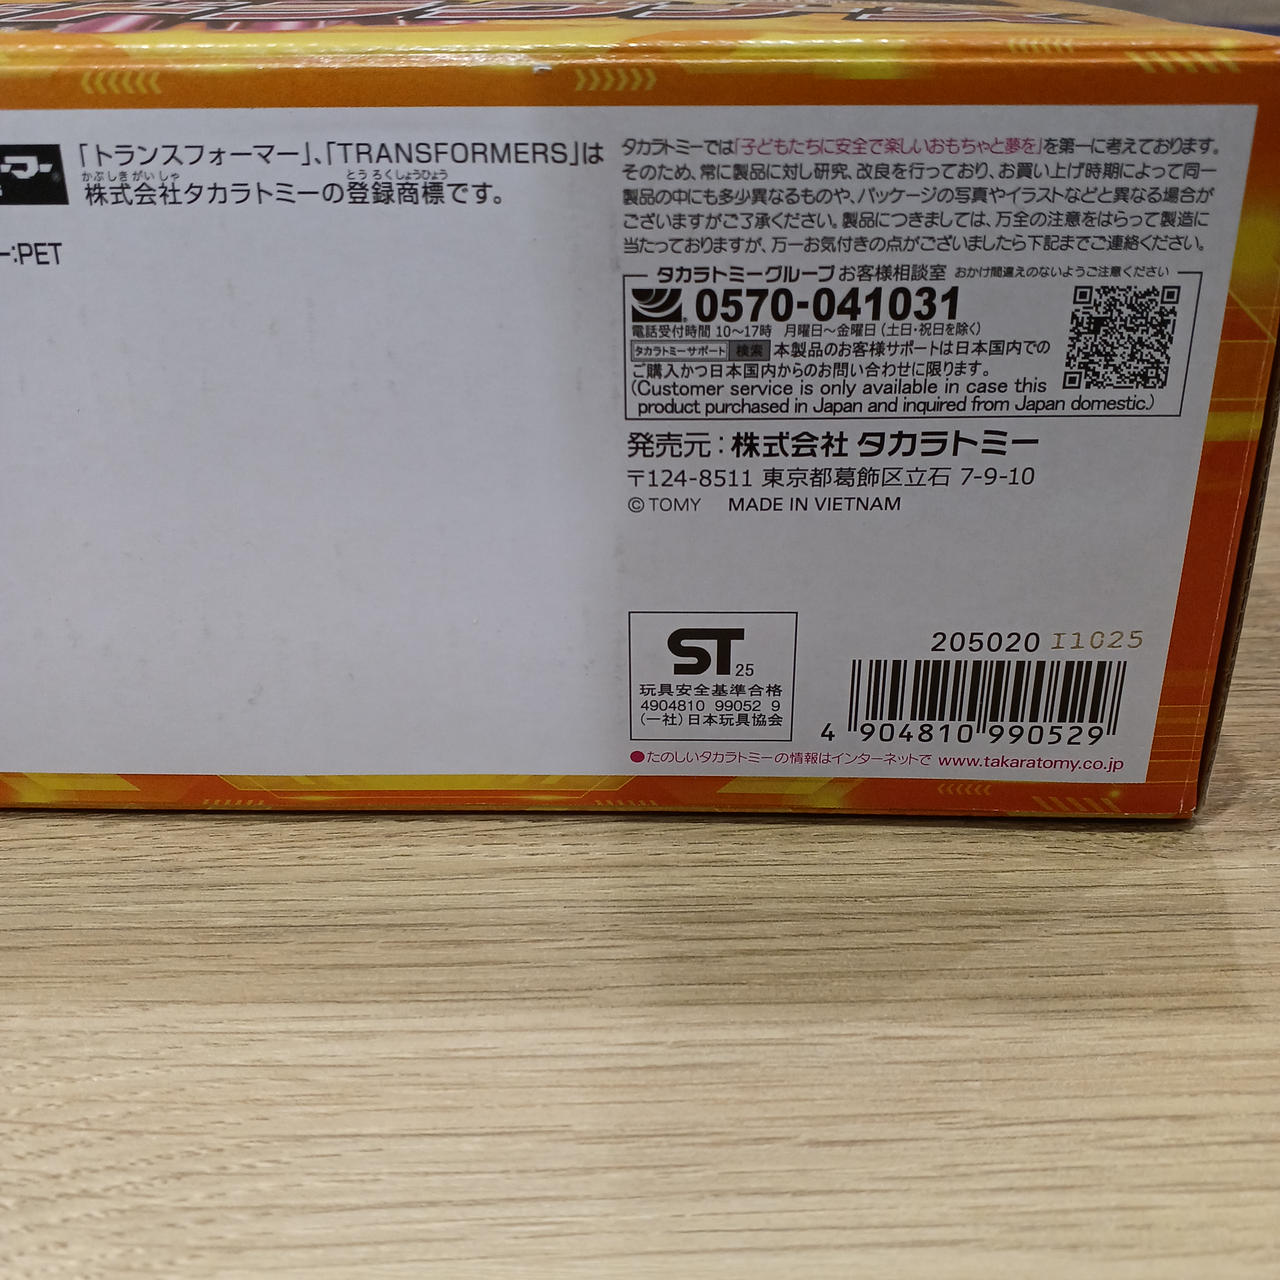 ーマー
「トランスフォーマー」、「TRANSFORMERS」は
かぶしきがいしゃ とうろくしょうひょう
株式会社タカラトミーの登録商標です。
ー:PET
タカラトミーでは「子どもたちに安全で楽しいおもちゃと夢を」を第一に考えております。
そのため、常に製品に対し研究、改良を行っており、お買い上げ時期によって同一
製品の中にも多少異なるものや、パッケージの写真やイラストなどと異なる場合が
ございますがご了承ください。製品につきましては、万全の注意をはらって製造に
当たっておりますが、万一お気付きの点がございましたら下記までご連絡ください。
タカラトミーグループ お客様相談室 おかけ間違えのないようご注意ください
0570-041031
電話受付時間 10〜17時 月曜日〜金曜日 (土日・祝日を除く)
タカラトミーサポート 検索 本製品のお客様サポートは日本国内での
ご購入かつ日本国内からのお問い合わせに限ります。
(Customer service is only available in case this
product purchased in Japan and inquired from Japan domestic.)
発売元:株式会社 タカラトミー
〒124-8511 東京都葛飾区立石 7-9-10
© TOMY MADE IN VIETNAM
ST 25
玩具安全基準合格
4904810 99052 9
(一社)日本玩具協会
205020 I1025
4 904810 990529
●たのしいタカラトミーの情報はインターネットで www.takaratomy.co.jp